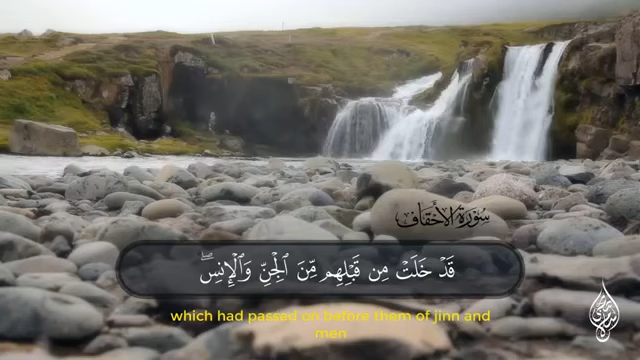 سورة الأحقاف
قَدْ خَلَتْ مِن قَبْلِهِم مِّنَ ٱلْجِنِّ وَٱلْإِنسِۖ
which had passed on before them of jinn and
men